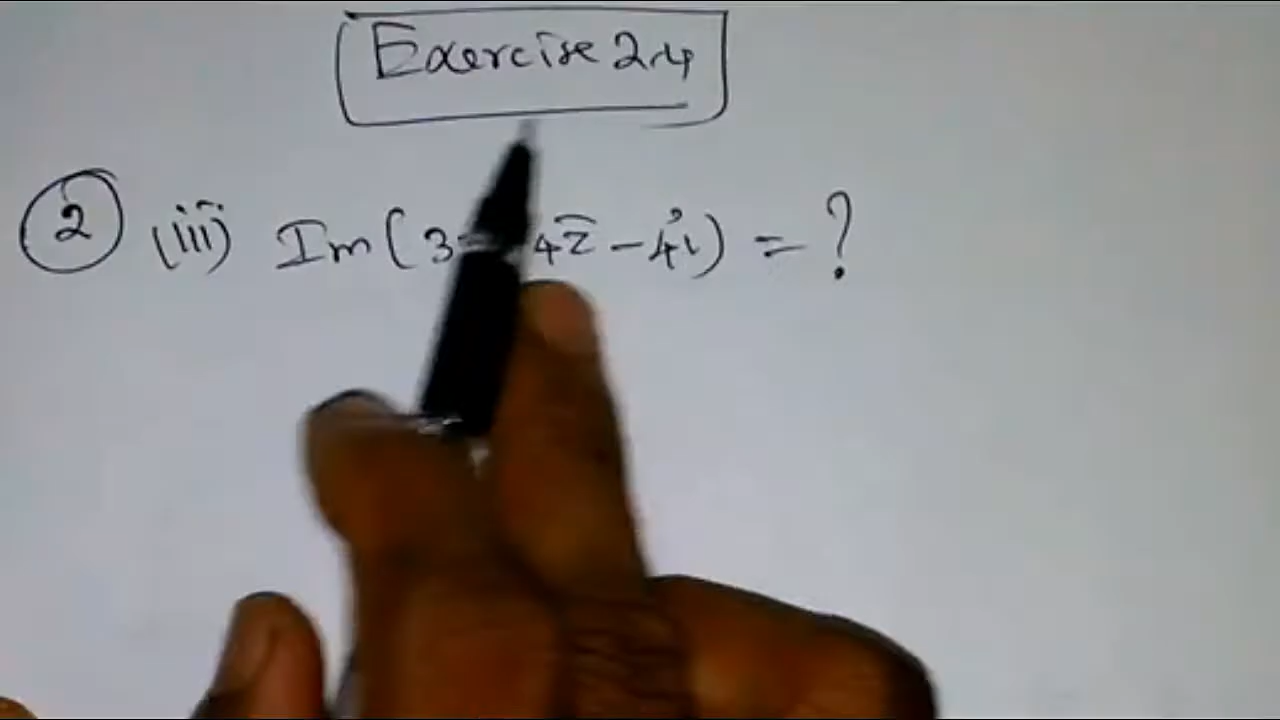 Exercise 2.4
② (iii) Im(3 4z̄ - 4i) = ?